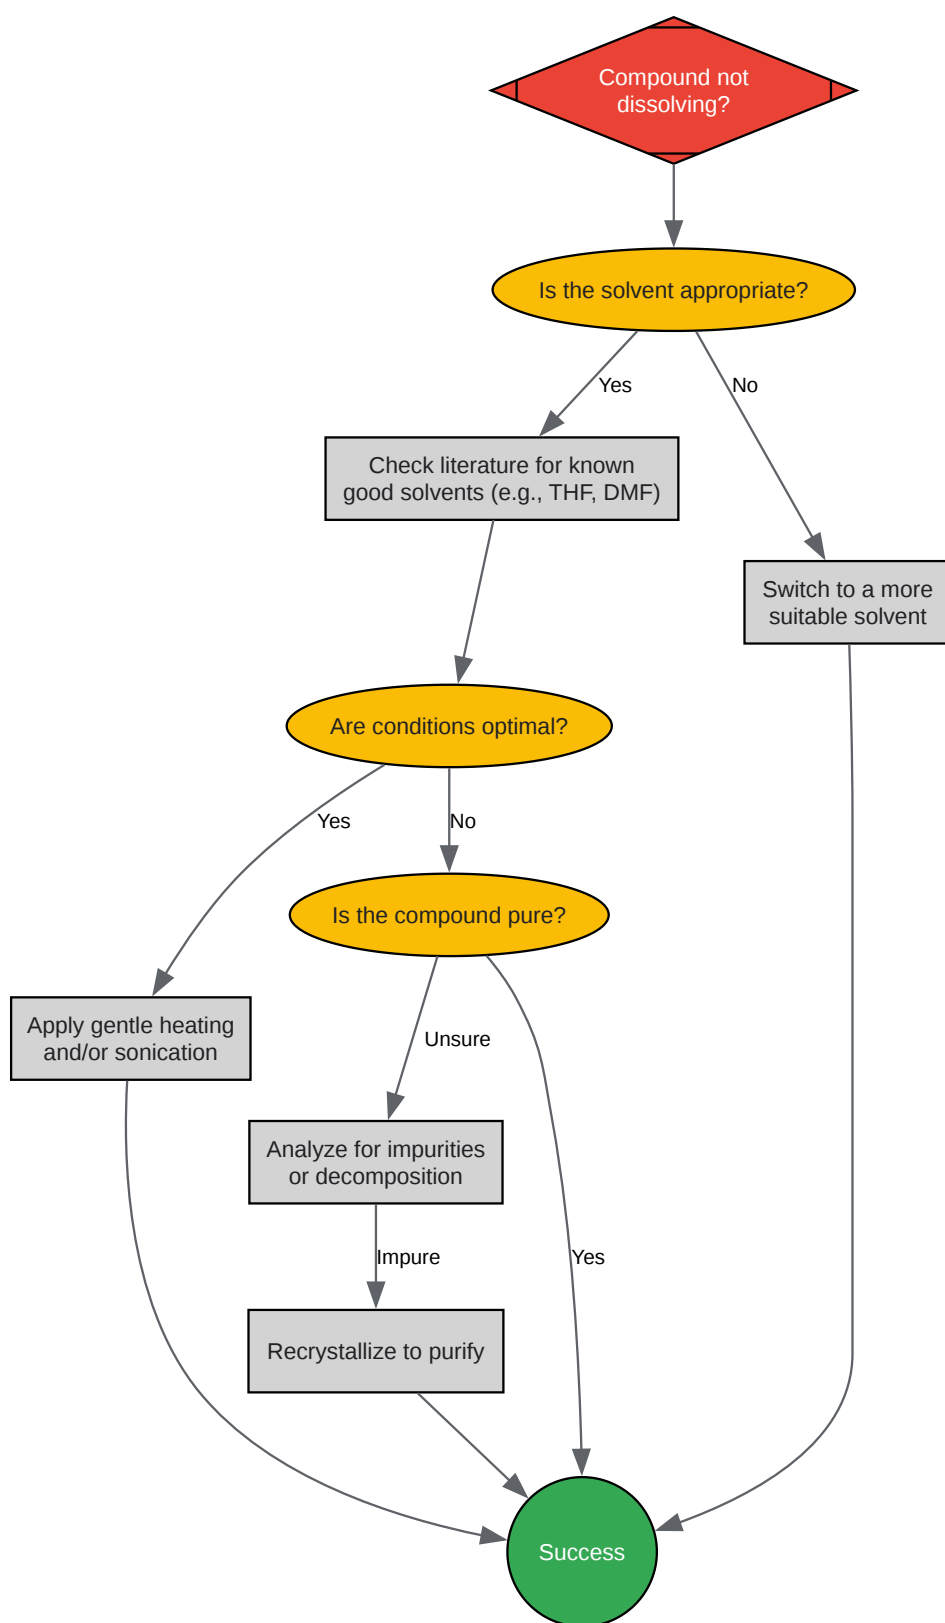 Compound not
dissolving?
Is the solvent appropriate?
Yes
No
Check literature for known
good solvents (e.g., THF, DMF)
Switch to a more
suitable solvent
Are conditions optimal?
Yes
No
Is the compound pure?
Apply gentle heating
and/or sonication
Unsure
Analyze for impurities
or decomposition
Impure
Yes
Recrystallize to purify
Success